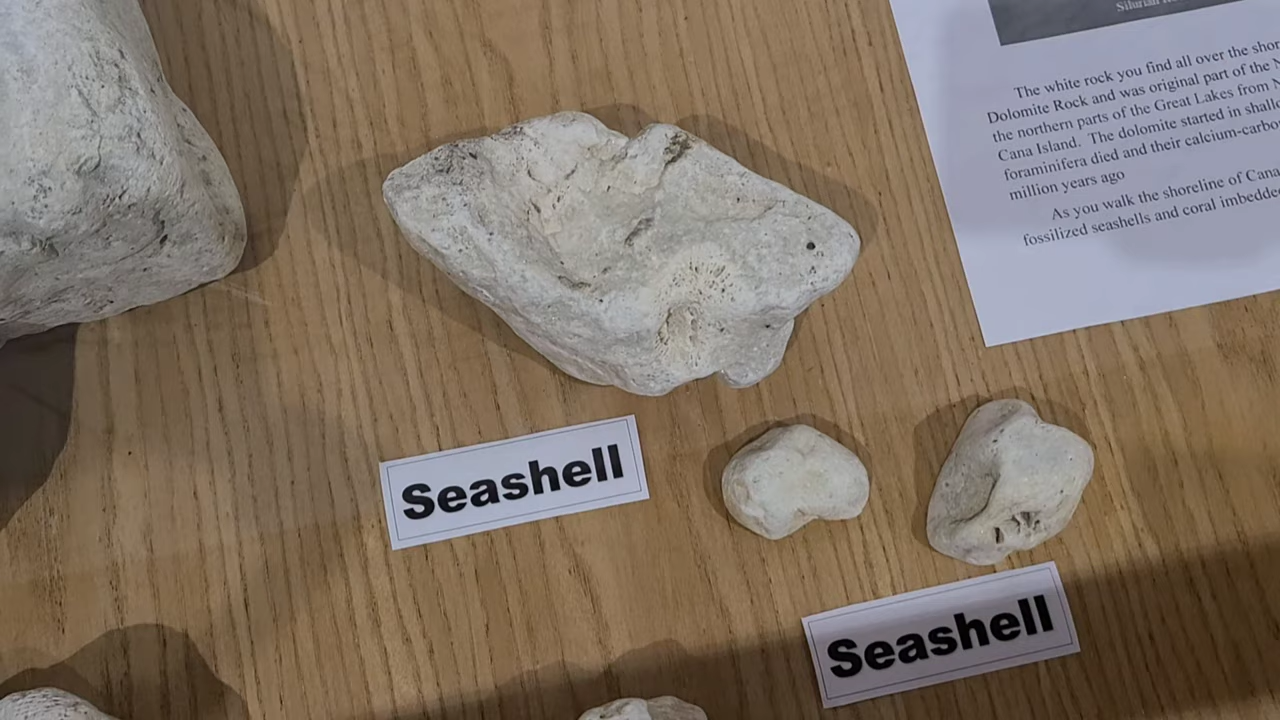 Silurian
The white rock you find all over the shor
Dolomite Rock and was original part of the N
the northern parts of the Great Lakes from N
Cana Island. The dolomite started in shall
foraminifera died and their calcium-carbo
million years ago
As you walk the shoreline of Cana
fossilized seashells and coral imbedde
Seashell
Seashell